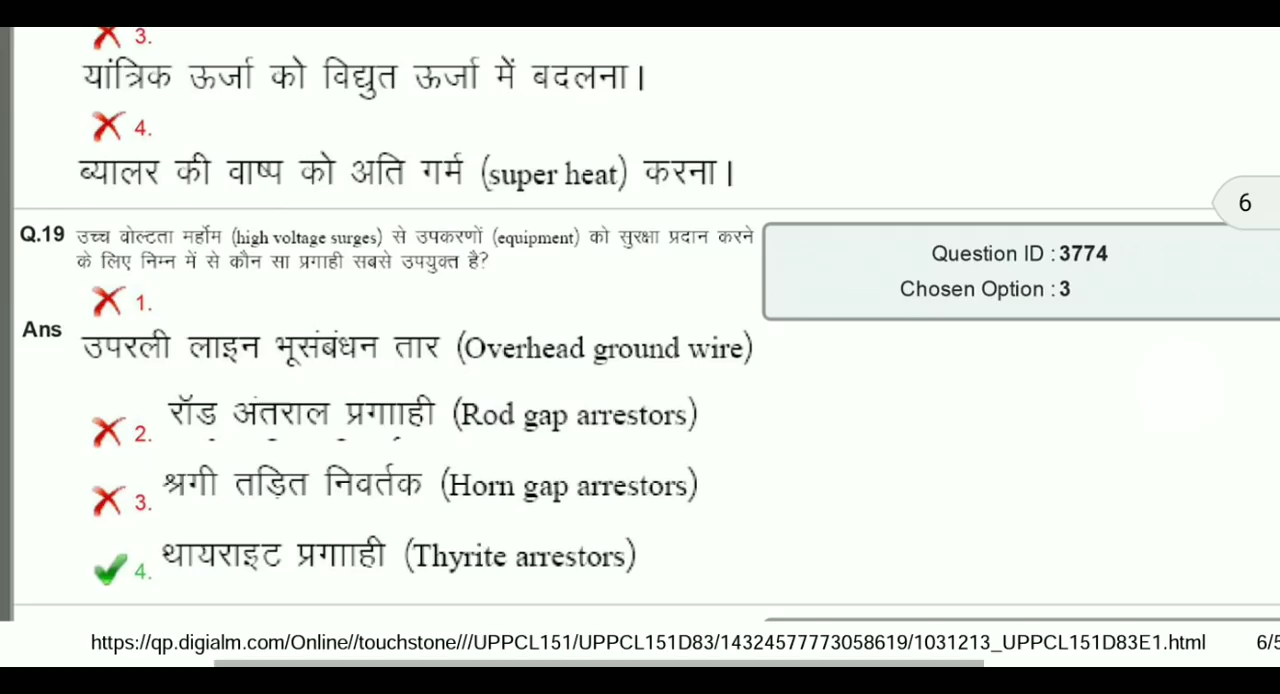 3.
यांत्रिक ऊर्जा को विद्युत ऊर्जा में बदलना।
4.
ब्यालर की वाष्प को अति गर्म (super heat) करना।
6
Q.19 उच्च वोल्टता महोंम (high voltage surges) से उपकरणों (equipment) को सुरक्षा प्रदान करने
के लिए निम्न में से कौन सा प्रगाही सबसे उपयुक्त है?
Question ID : 3774
Chosen Option : 3
1.
Ans
उपरली लाइन भूसंबंधन तार (Overhead ground wire)
2. रॉड अंतराल प्रगााही (Rod gap arrestors)
3. श्रगी तड़ित निवर्तक (Horn gap arrestors)
4. थायराइट प्रगााही (Thyrite arrestors)
https://qp.digialm.com/Online//touchstone///UPPCL151/UPPCL151D83/14324577773058619/1031213_UPPCL151D83E1.html 6/5